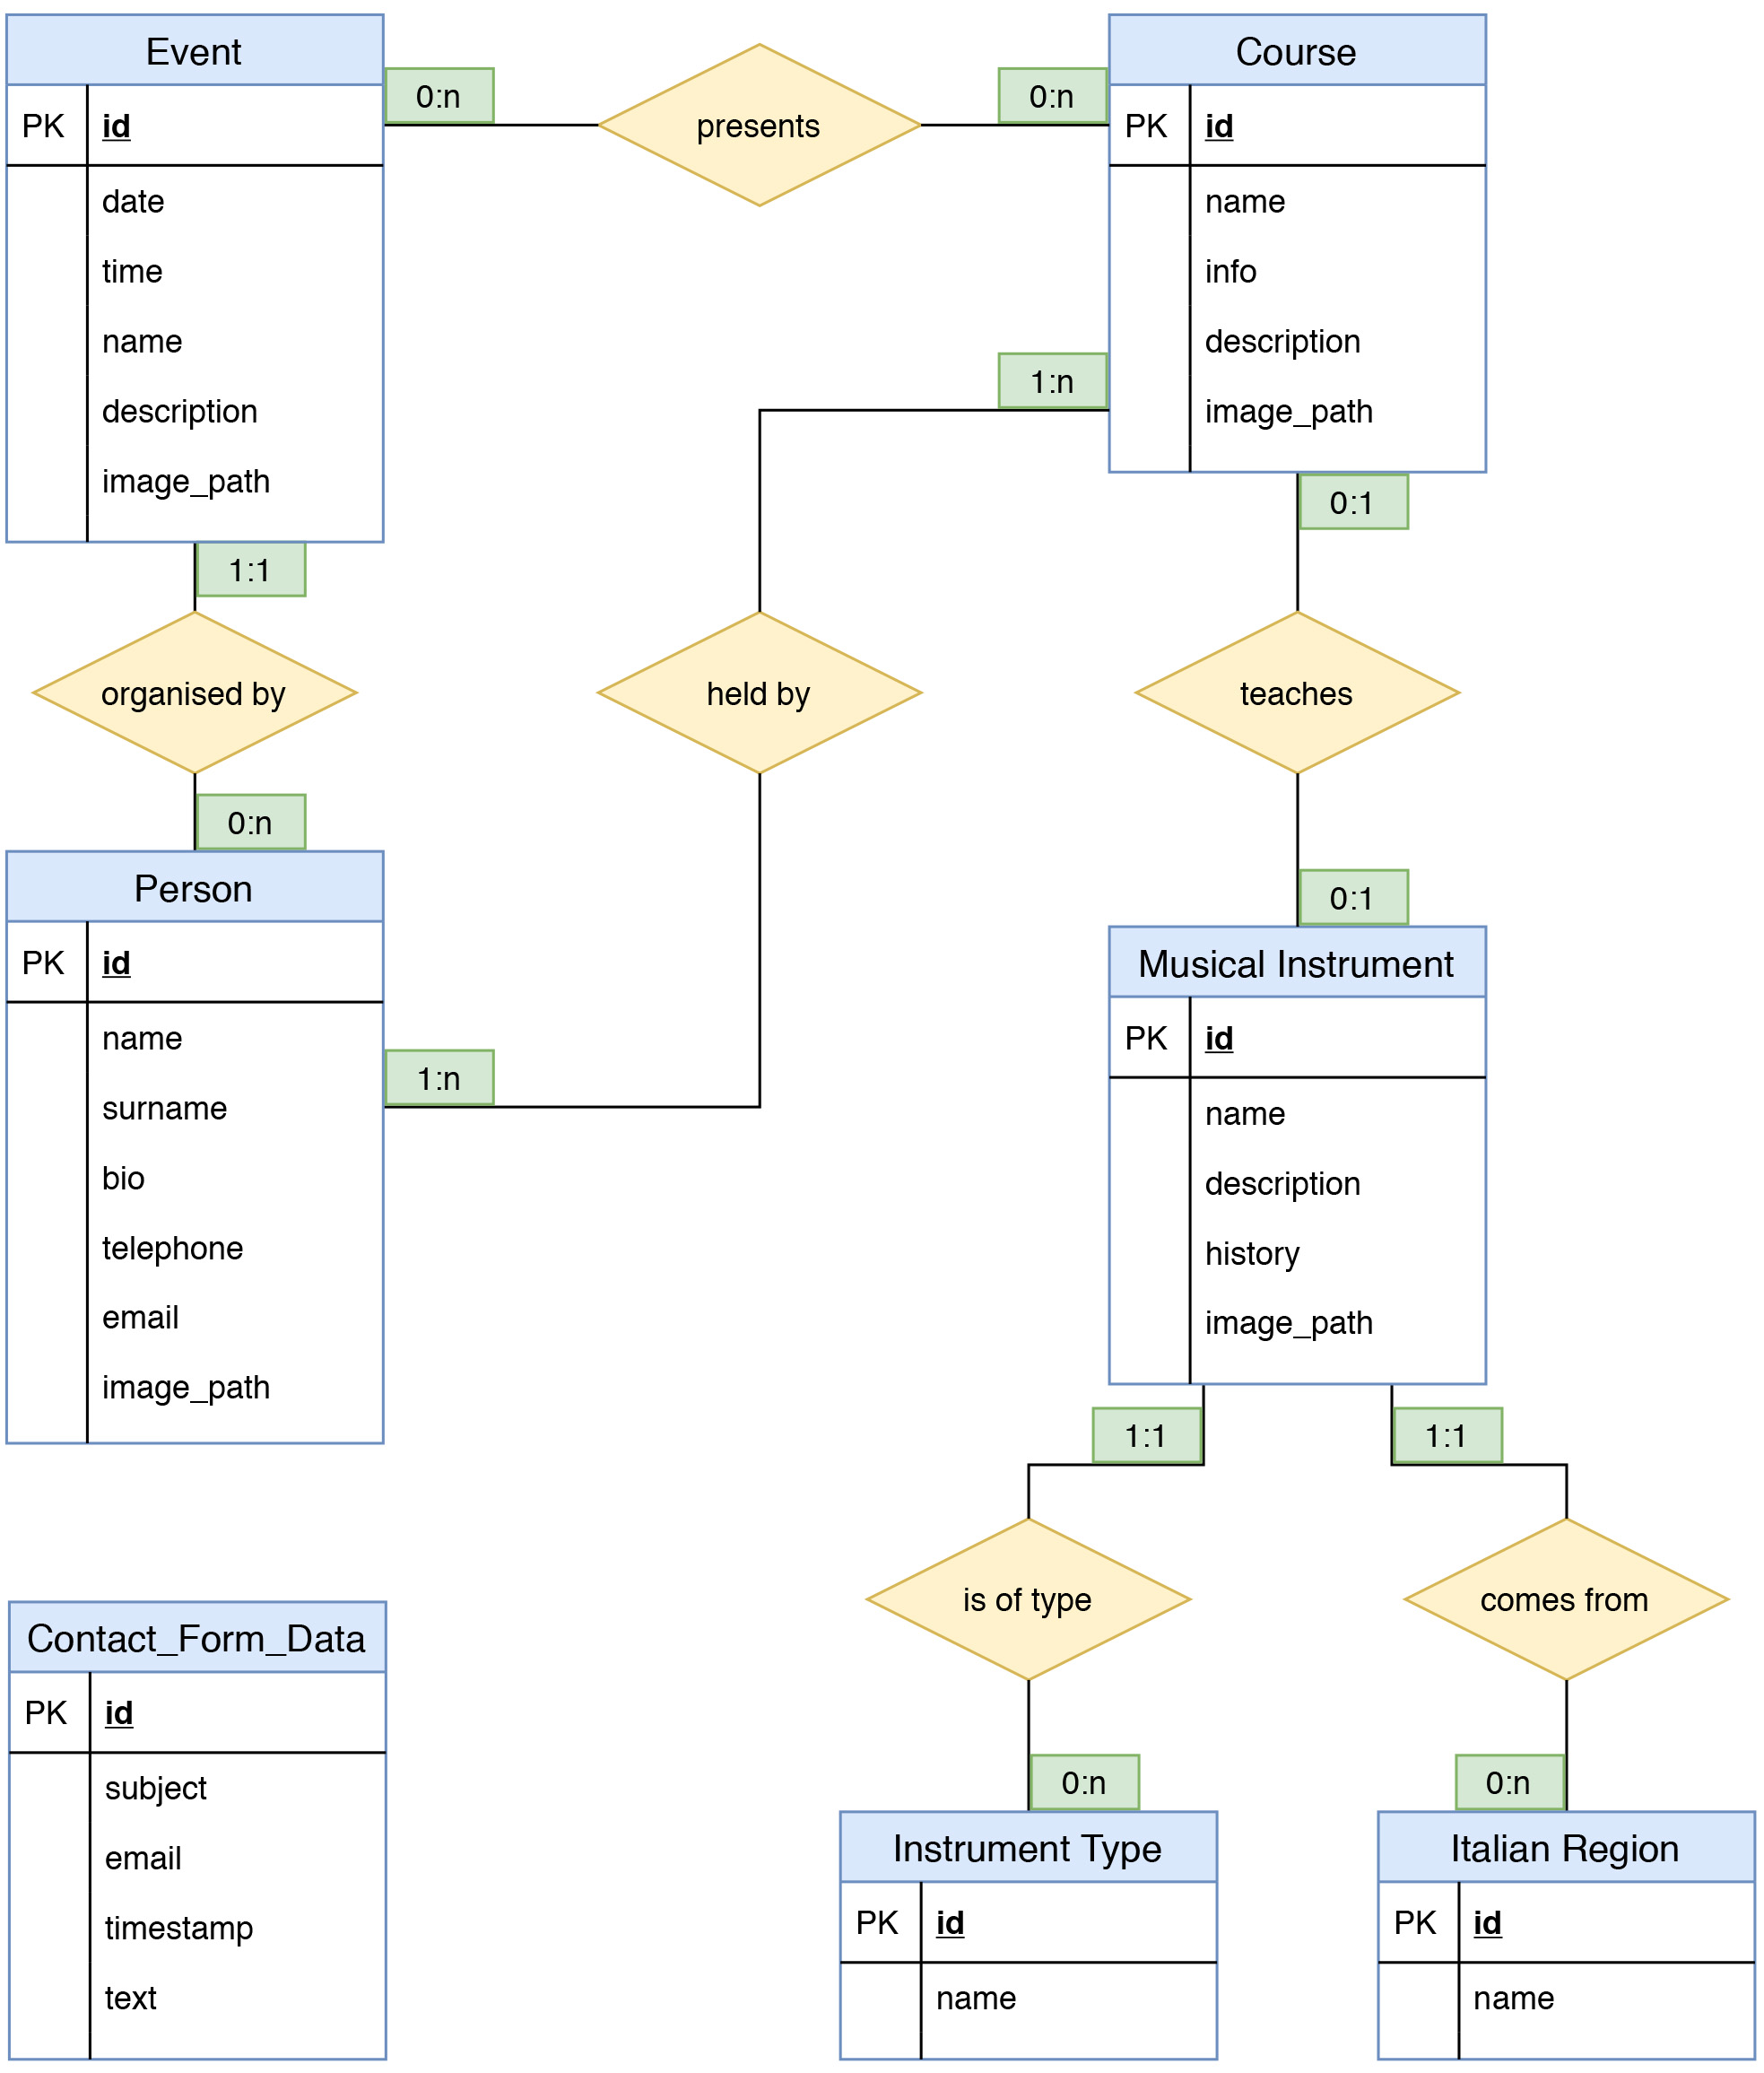 Event
PK id
date
time
name
description
image_path
0:n
presents
0:n
Course
PK id
name
info
description
image_path
1:n
0:1
1:1
organised by
held by
teaches
0:n
0:1
Person
PK id
name
surname
bio
telephone
email
image_path
1:n
Musical Instrument
PK id
name
description
history
image_path
1:1
1:1
is of type
comes from
Contact_Form_Data
PK id
subject
email
timestamp
text
0:n
0:n
Instrument Type
PK id
name
Italian Region
PK id
name